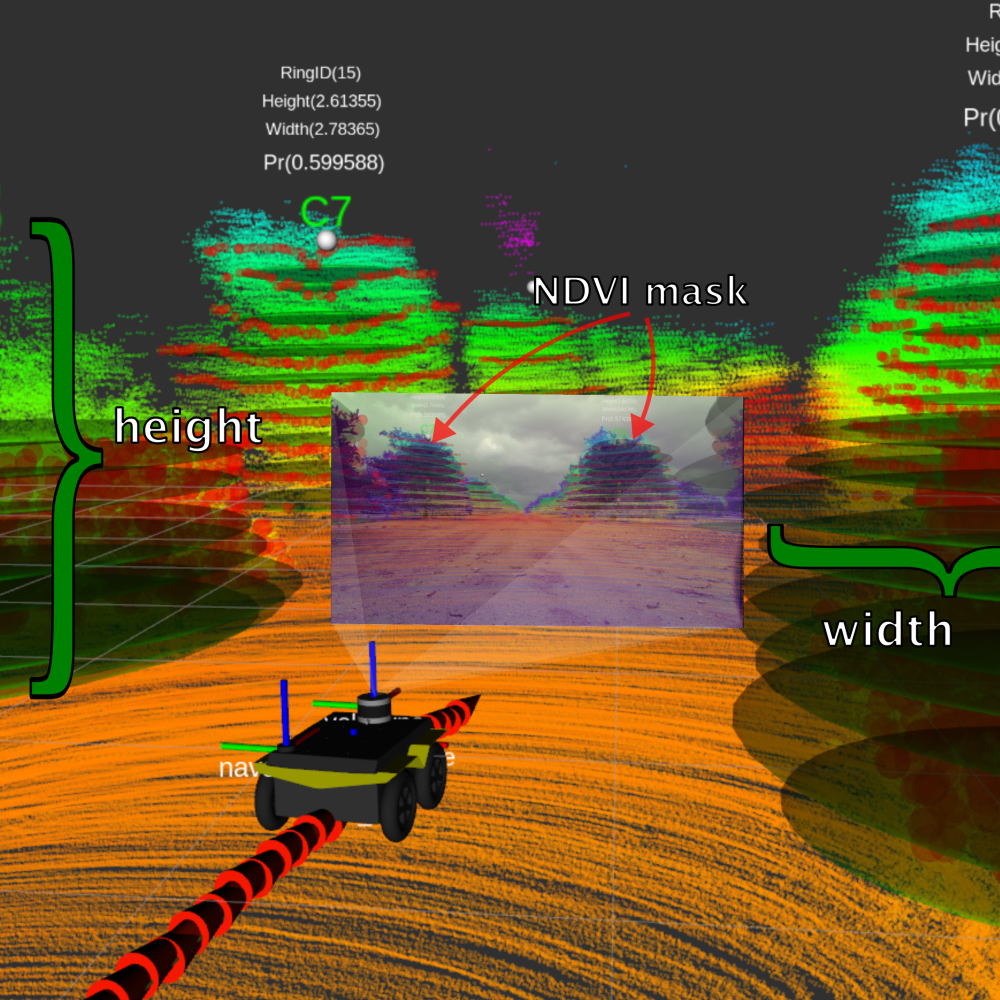 RingID(15)
Height(2.61355)
Width(2.78365)
Pr(0.599588)
C7
NDVI mask
height
width